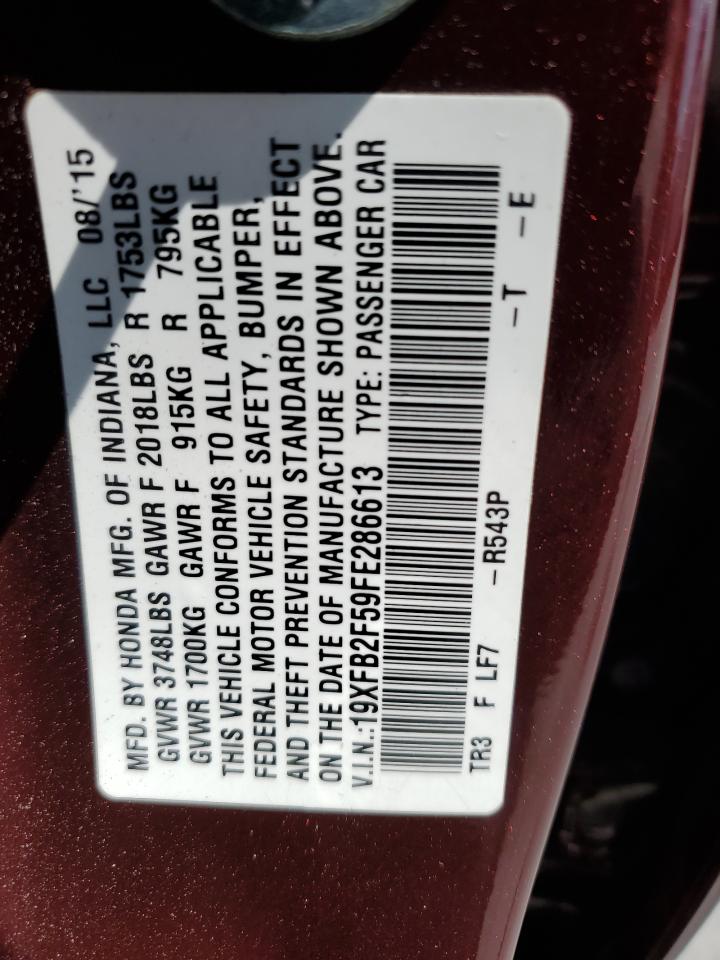 MFD. BY HONDA MFG. OF INDIANA, LLC 08/'15
GVWR 3748LBS GAWR F 2018LBS R 1753LBS
GVWR 1700KG GAWR F 915KG R 795KG
THIS VEHICLE CONFORMS TO ALL APPLICABLE
FEDERAL MOTOR VEHICLE SAFETY, BUMPER,
AND THEFT PREVENTION STANDARDS IN EFFECT
ON THE DATE OF MANUFACTURE SHOWN ABOVE.
V.I.N.:19XFB2F59FE286613 TYPE: PASSENGER CAR
TR3 F LF7 –R543P –T –E